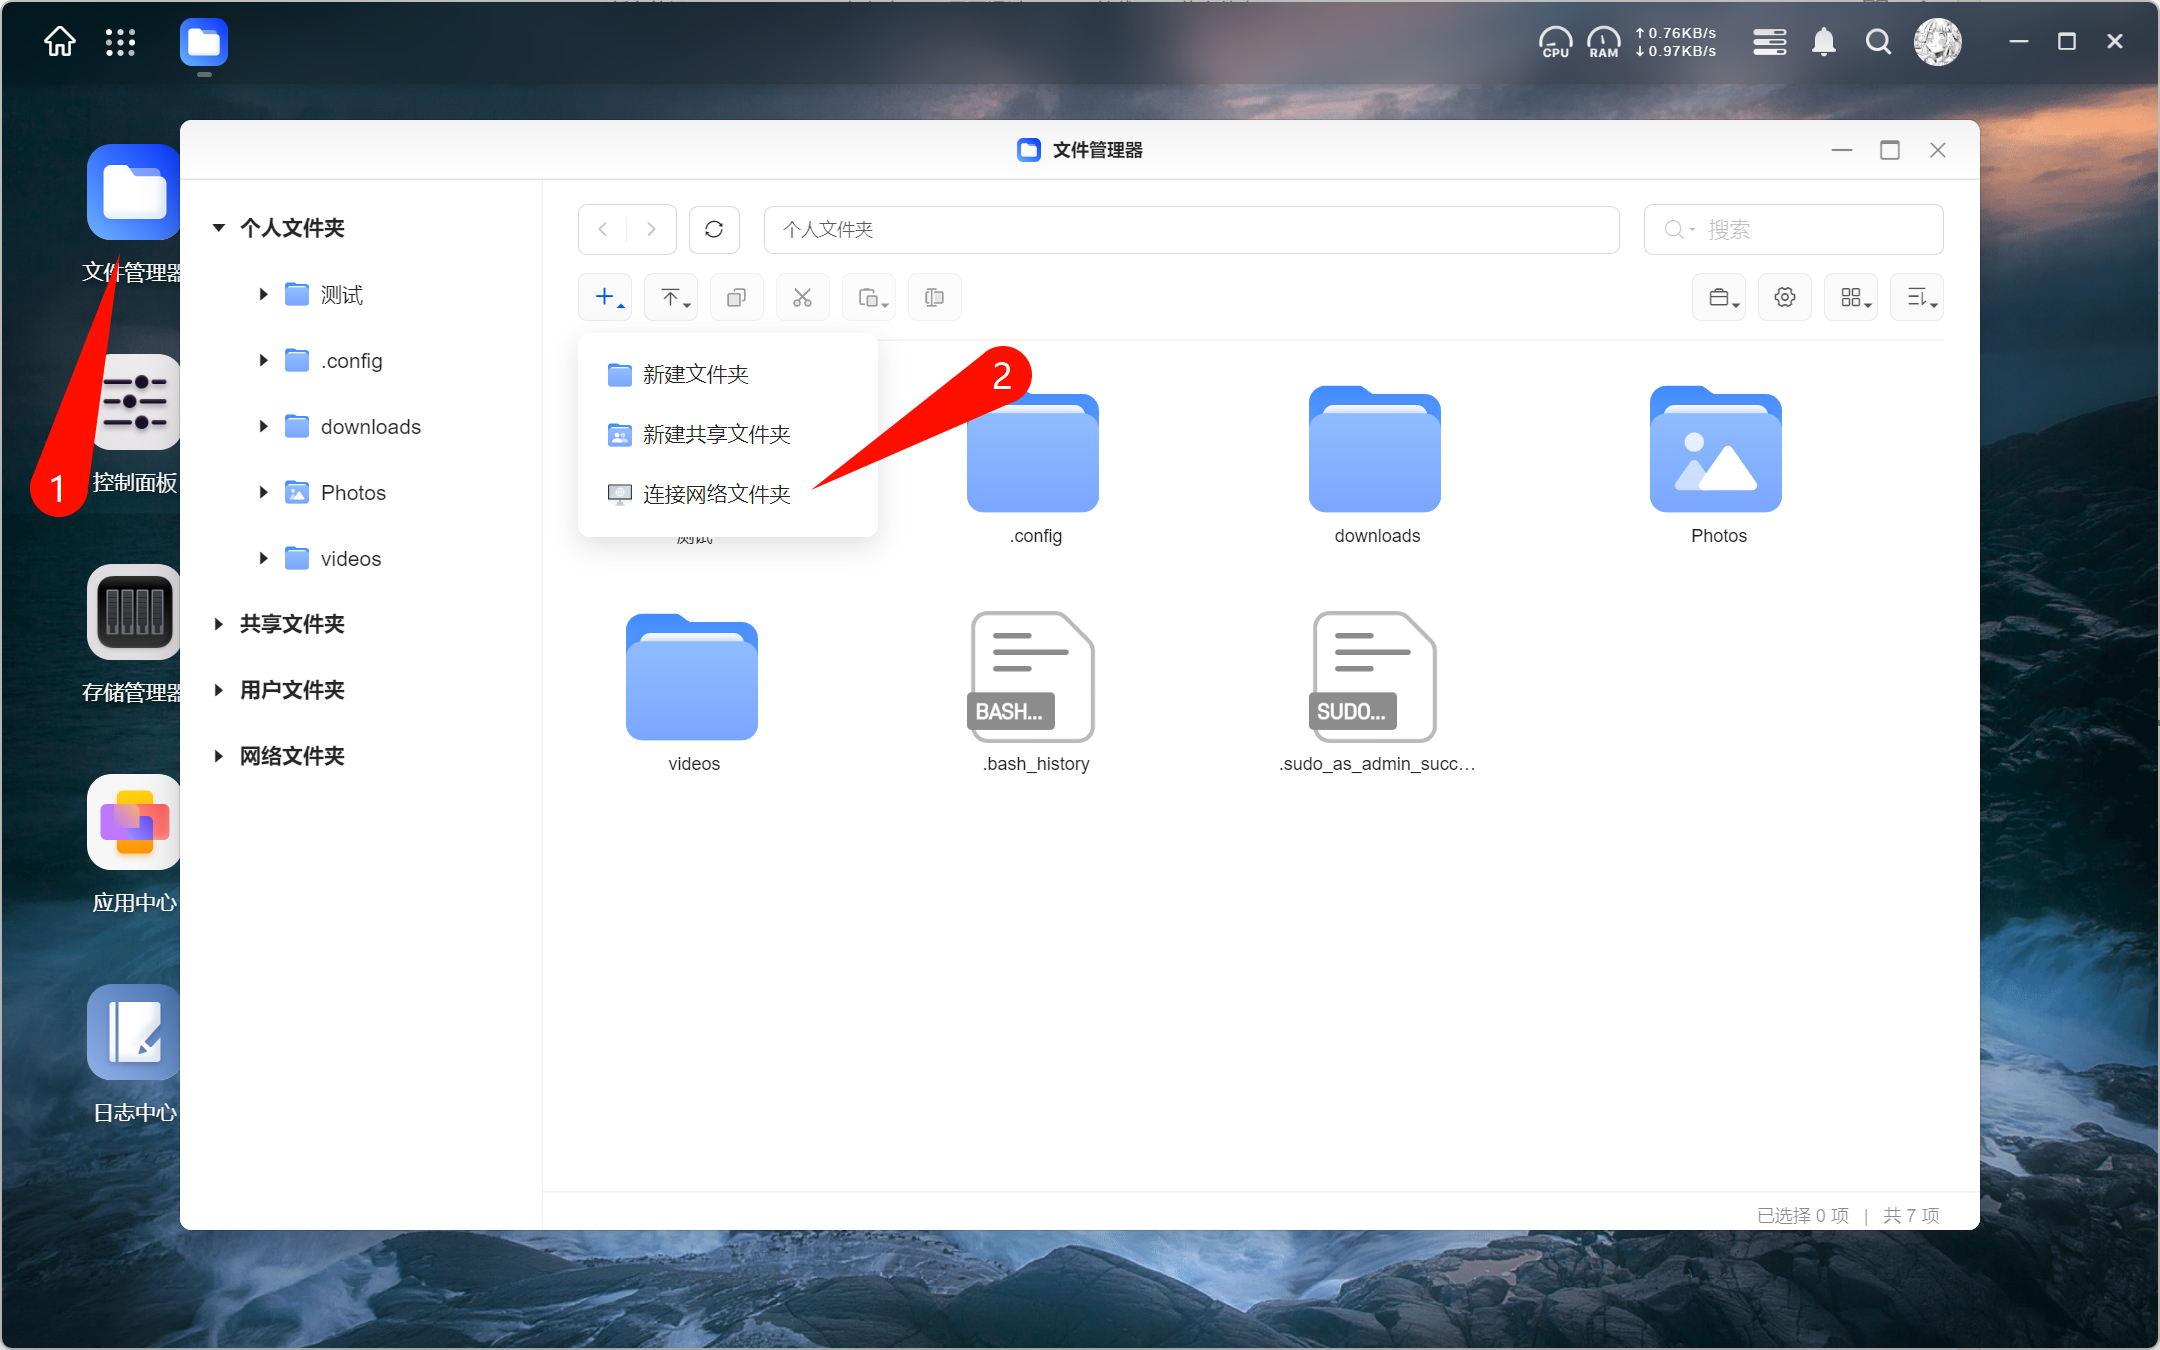 CPU
RAM
↑ 0.76KB/s
↓ 0.97KB/s
文件管理器
文件管理器
1
控制面板
存储管理器
应用中心
日志中心
个人文件夹
测试
.config
downloads
Photos
videos
共享文件夹
用户文件夹
网络文件夹
个人文件夹
搜索
新建文件夹
新建共享文件夹
连接网络文件夹
2
测试
.config
downloads
Photos
videos
BASH...
.bash_history
SUDO...
.sudo_as_admin_succ...
已选择 0 项 | 共 7 项